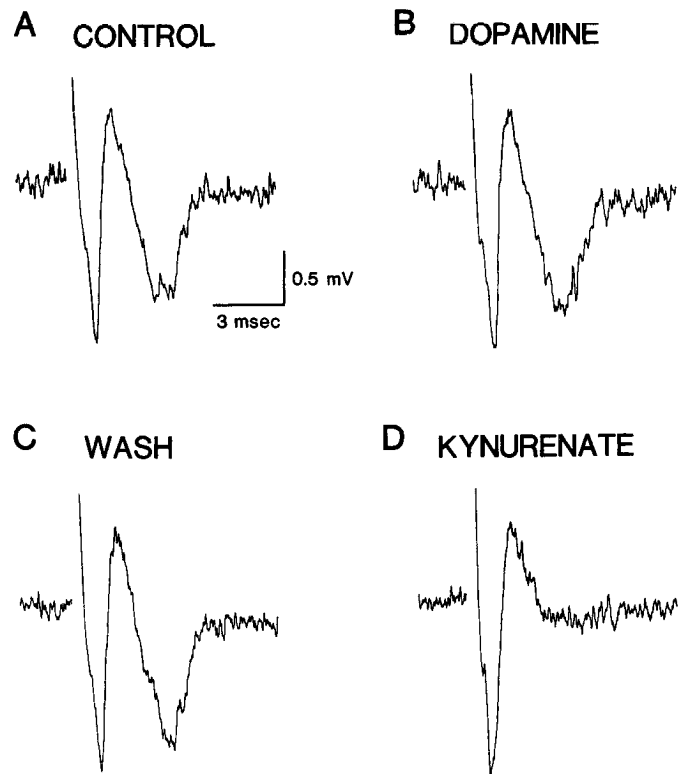 A CONTROL
B DOPAMINE
0.5 mV
3 msec
C WASH
D KYNURENATE